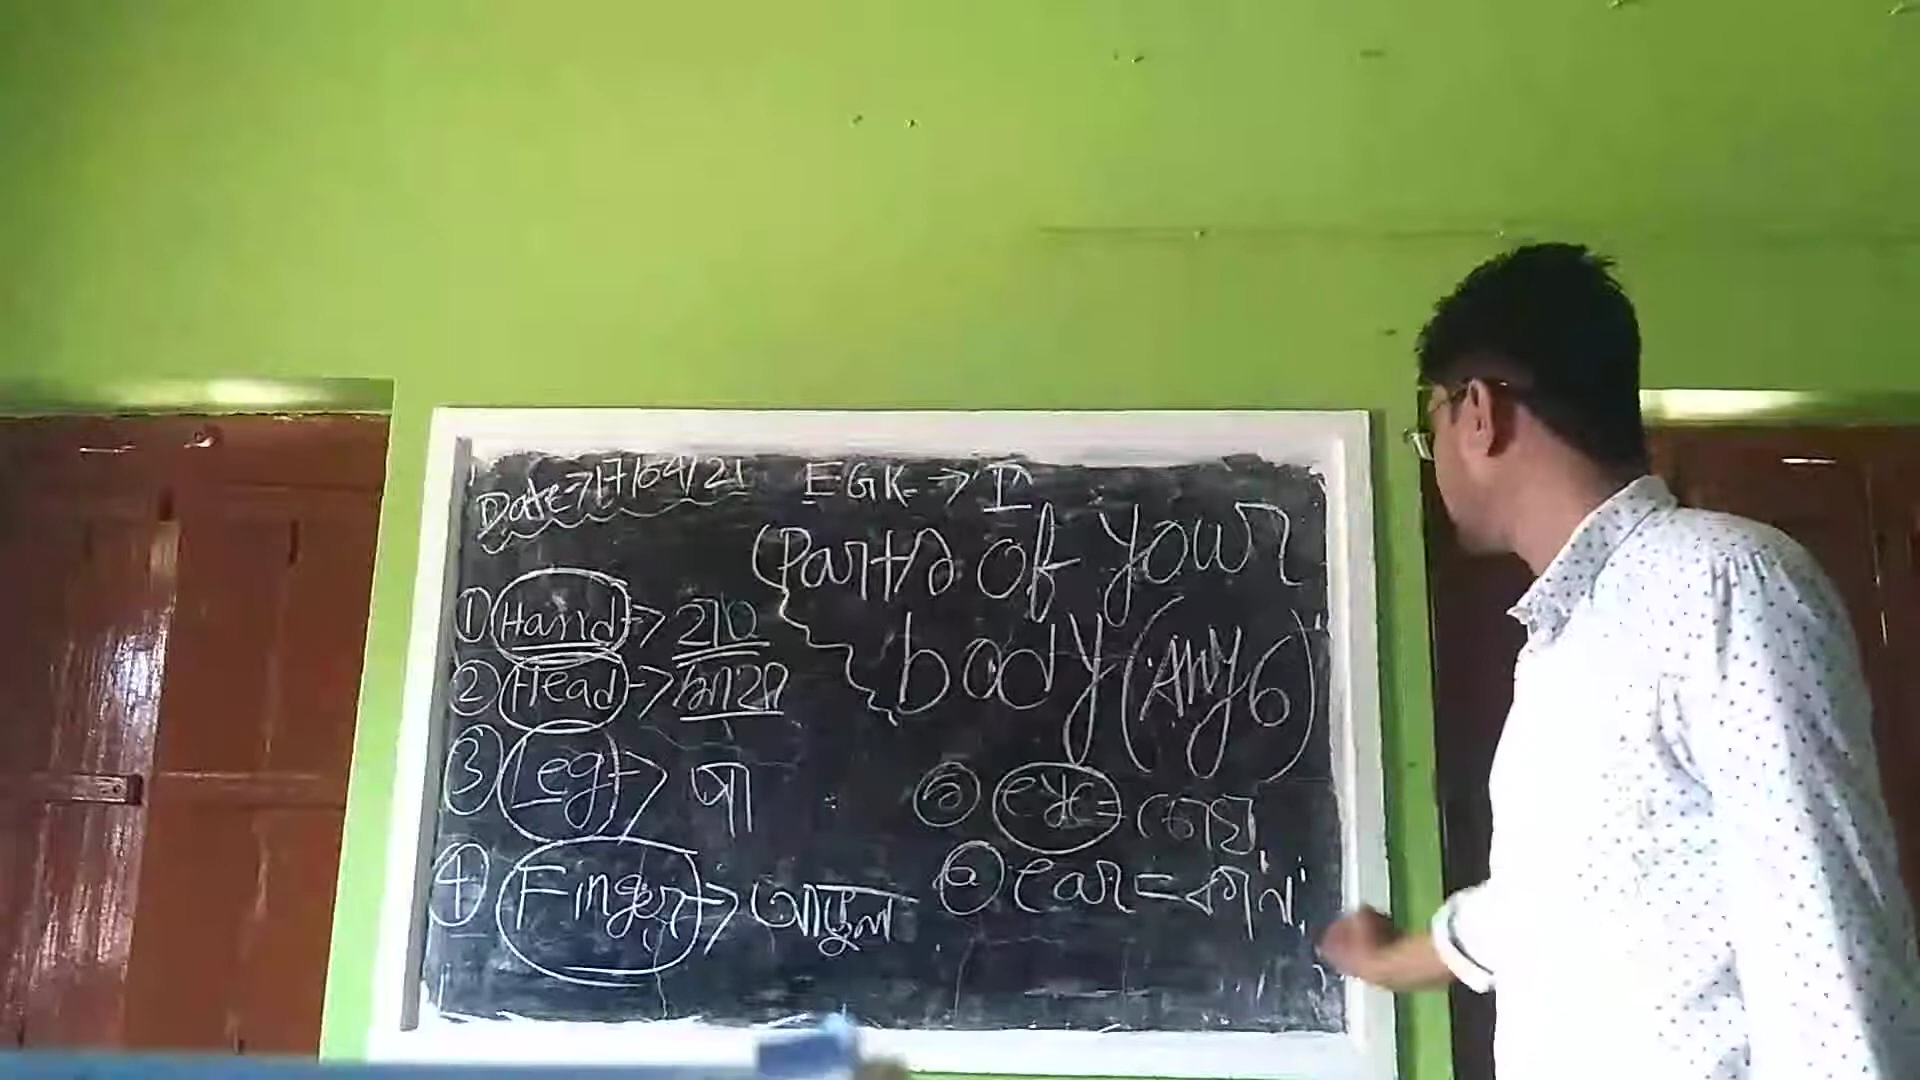 Date→17/04/21 EGK → I
Parts of your
body (Any 6)
① Hand → হাত
② Head →
③ Leg → পা
④ Finger → আঙুল
⑤ eye = চোখ
⑥ ear = কান